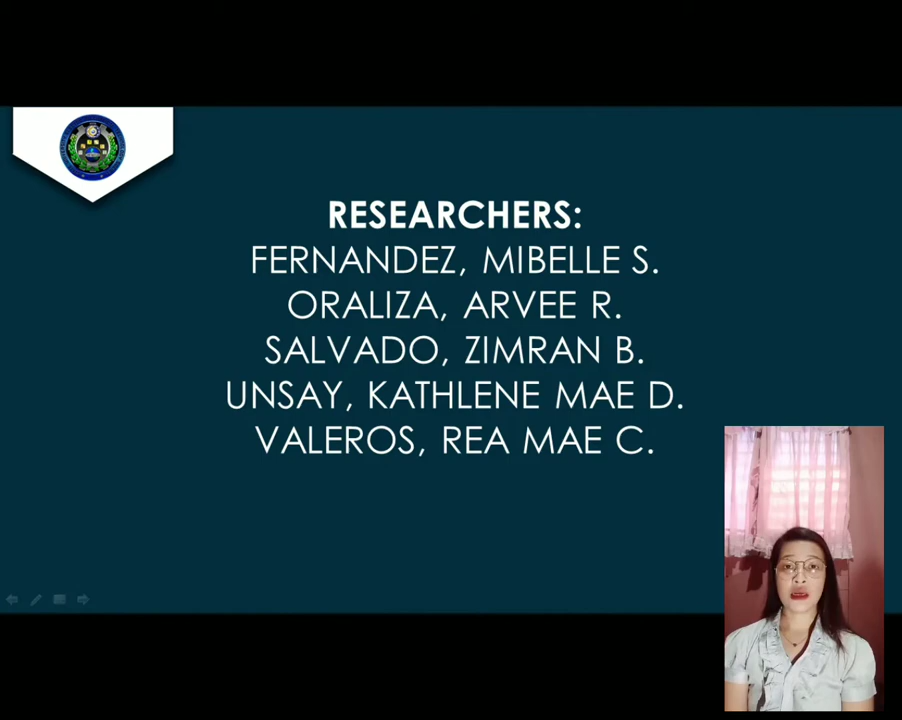 RESEARCHERS:
FERNANDEZ, MIBELLE S.
ORALIZA, ARVEE R.
SALVADO, ZIMRAN B.
UNSAY, KATHLENE MAE D.
VALEROS, REA MAE C.